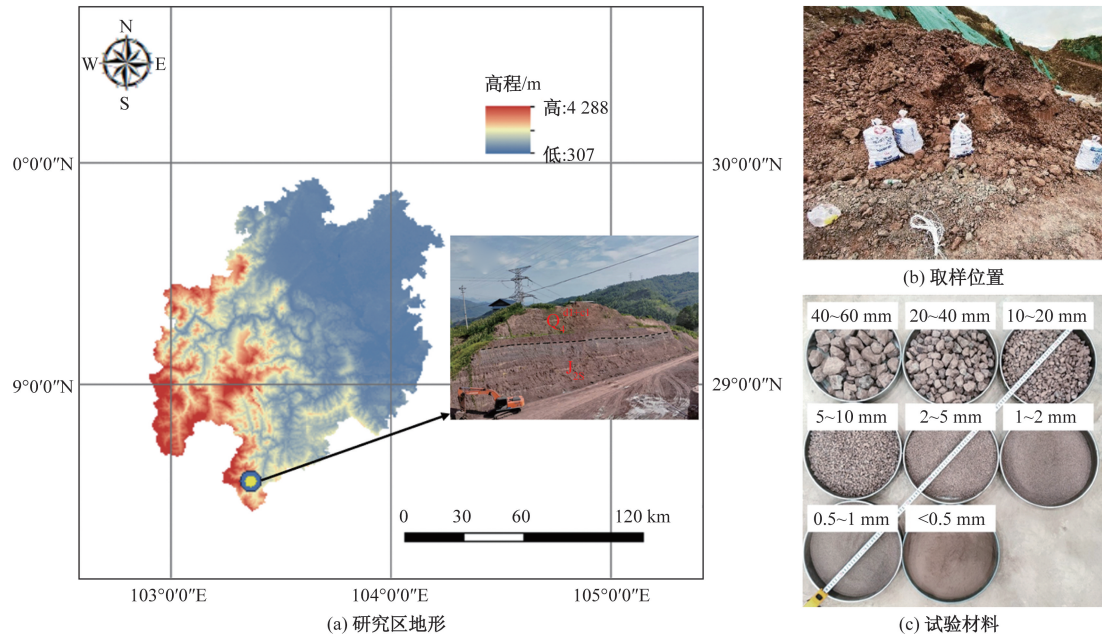 N
W
E
S
高程/m
高:4 288
低:307
0°0′0″N
30°0′0″N
9°0′0″N
29°0′0″N
0 30 60 120 km
103°0′0″E 104°0′0″E 105°0′0″E
(a) 研究区地形
(b) 取样位置
40~60 mm 20~40 mm 10~20 mm
5~10 mm 2~5 mm 1~2 mm
0.5~1 mm <0.5 mm
(c) 试验材料